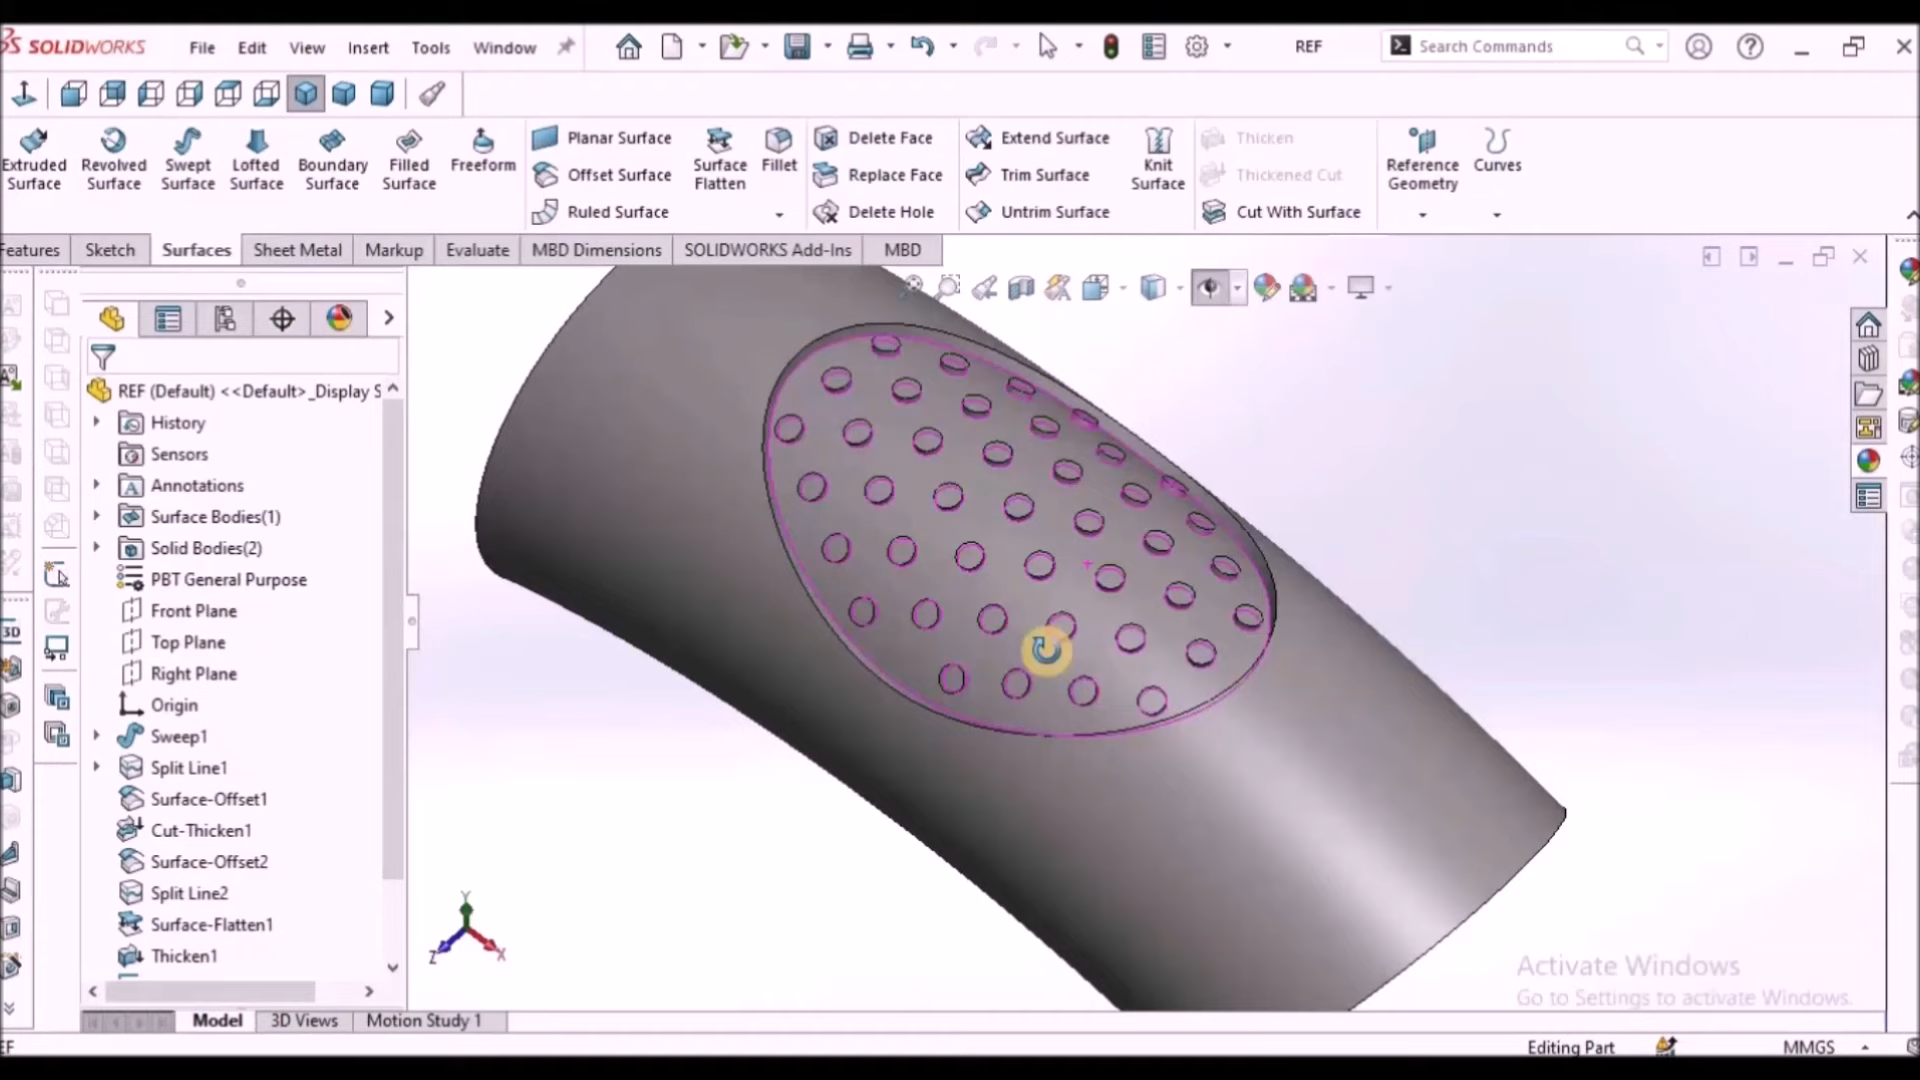 SOLIDWORKS File Edit View Insert Tools Window REF Search Commands
Extruded Surface
Revolved Surface
Swept Surface
Lofted Surface
Boundary Surface
Filled Surface
Freeform
Planar Surface
Offset Surface
Ruled Surface
Surface Flatten
Fillet
Delete Face
Replace Face
Delete Hole
Extend Surface
Trim Surface
Untrim Surface
Knit Surface
Thicken
Thickened Cut
Cut With Surface
Reference Geometry
Curves
Features Sketch Surfaces Sheet Metal Markup Evaluate MBD Dimensions SOLIDWORKS Add-Ins MBD
REF (Default) <<Default>_Display S
History
Sensors
Annotations
Surface Bodies(1)
Solid Bodies(2)
PBT General Purpose
Front Plane
Top Plane
Right Plane
Origin
Sweep1
Split Line1
Surface-Offset1
Cut-Thicken1
Surface-Offset2
Split Line2
Surface-Flatten1
Thicken1
3D
Y
Z
X
Activate Windows
Go to Settings to activate Windows.
Model 3D Views Motion Study 1
EF Editing Part MMGS